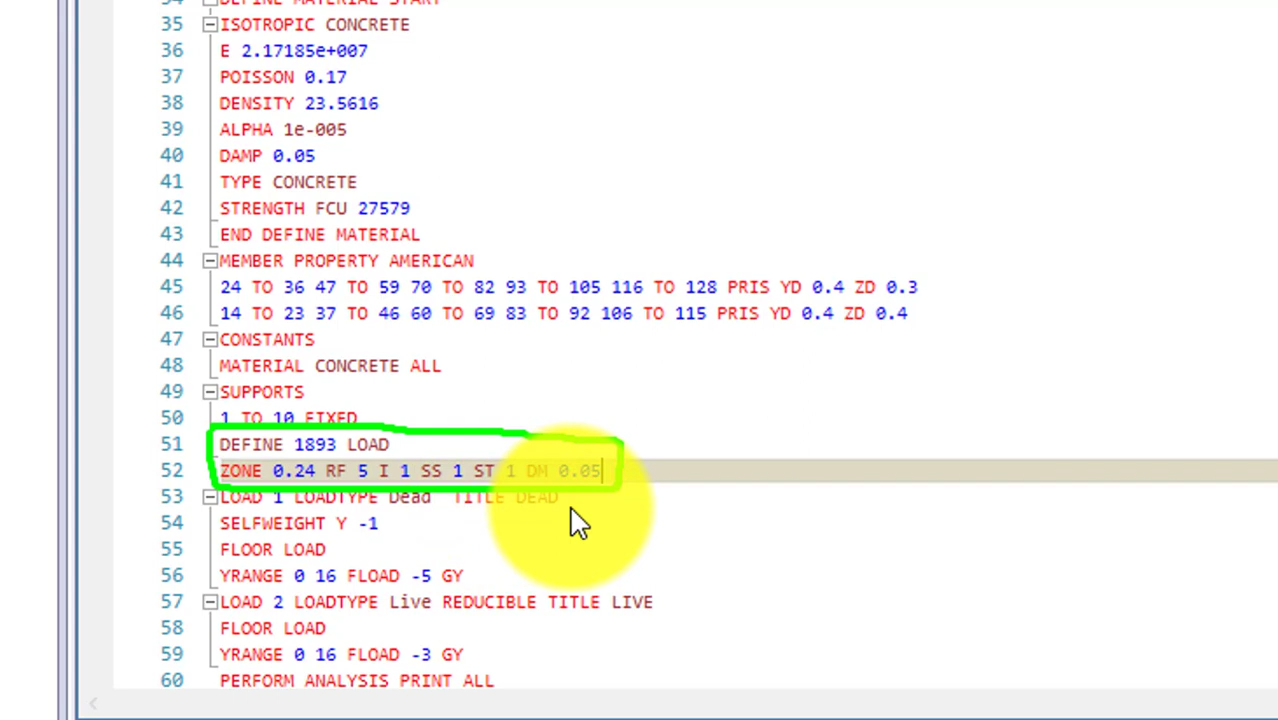 34 DEFINE MATERIAL START
35 ISOTROPIC CONCRETE
36 E 2.17185e+007
37 POISSON 0.17
38 DENSITY 23.5616
39 ALPHA 1e-005
40 DAMP 0.05
41 TYPE CONCRETE
42 STRENGTH FCU 27579
43 END DEFINE MATERIAL
44 MEMBER PROPERTY AMERICAN
45 24 TO 36 47 TO 59 70 TO 82 93 TO 105 116 TO 128 PRIS YD 0.4 ZD 0.3
46 14 TO 23 37 TO 46 60 TO 69 83 TO 92 106 TO 115 PRIS YD 0.4 ZD 0.4
47 CONSTANTS
48 MATERIAL CONCRETE ALL
49 SUPPORTS
50 1 TO 10 FIXED
51 DEFINE 1893 LOAD
52 ZONE 0.24 RF 5 I 1 SS 1 ST 1 DM 0.05
53 LOAD 1 LOADTYPE Dead TITLE DEAD
54 SELFWEIGHT Y -1
55 FLOOR LOAD
56 YRANGE 0 16 FLOAD -5 GY
57 LOAD 2 LOADTYPE Live REDUCIBLE TITLE LIVE
58 FLOOR LOAD
59 YRANGE 0 16 FLOAD -3 GY
60 PERFORM ANALYSIS PRINT ALL